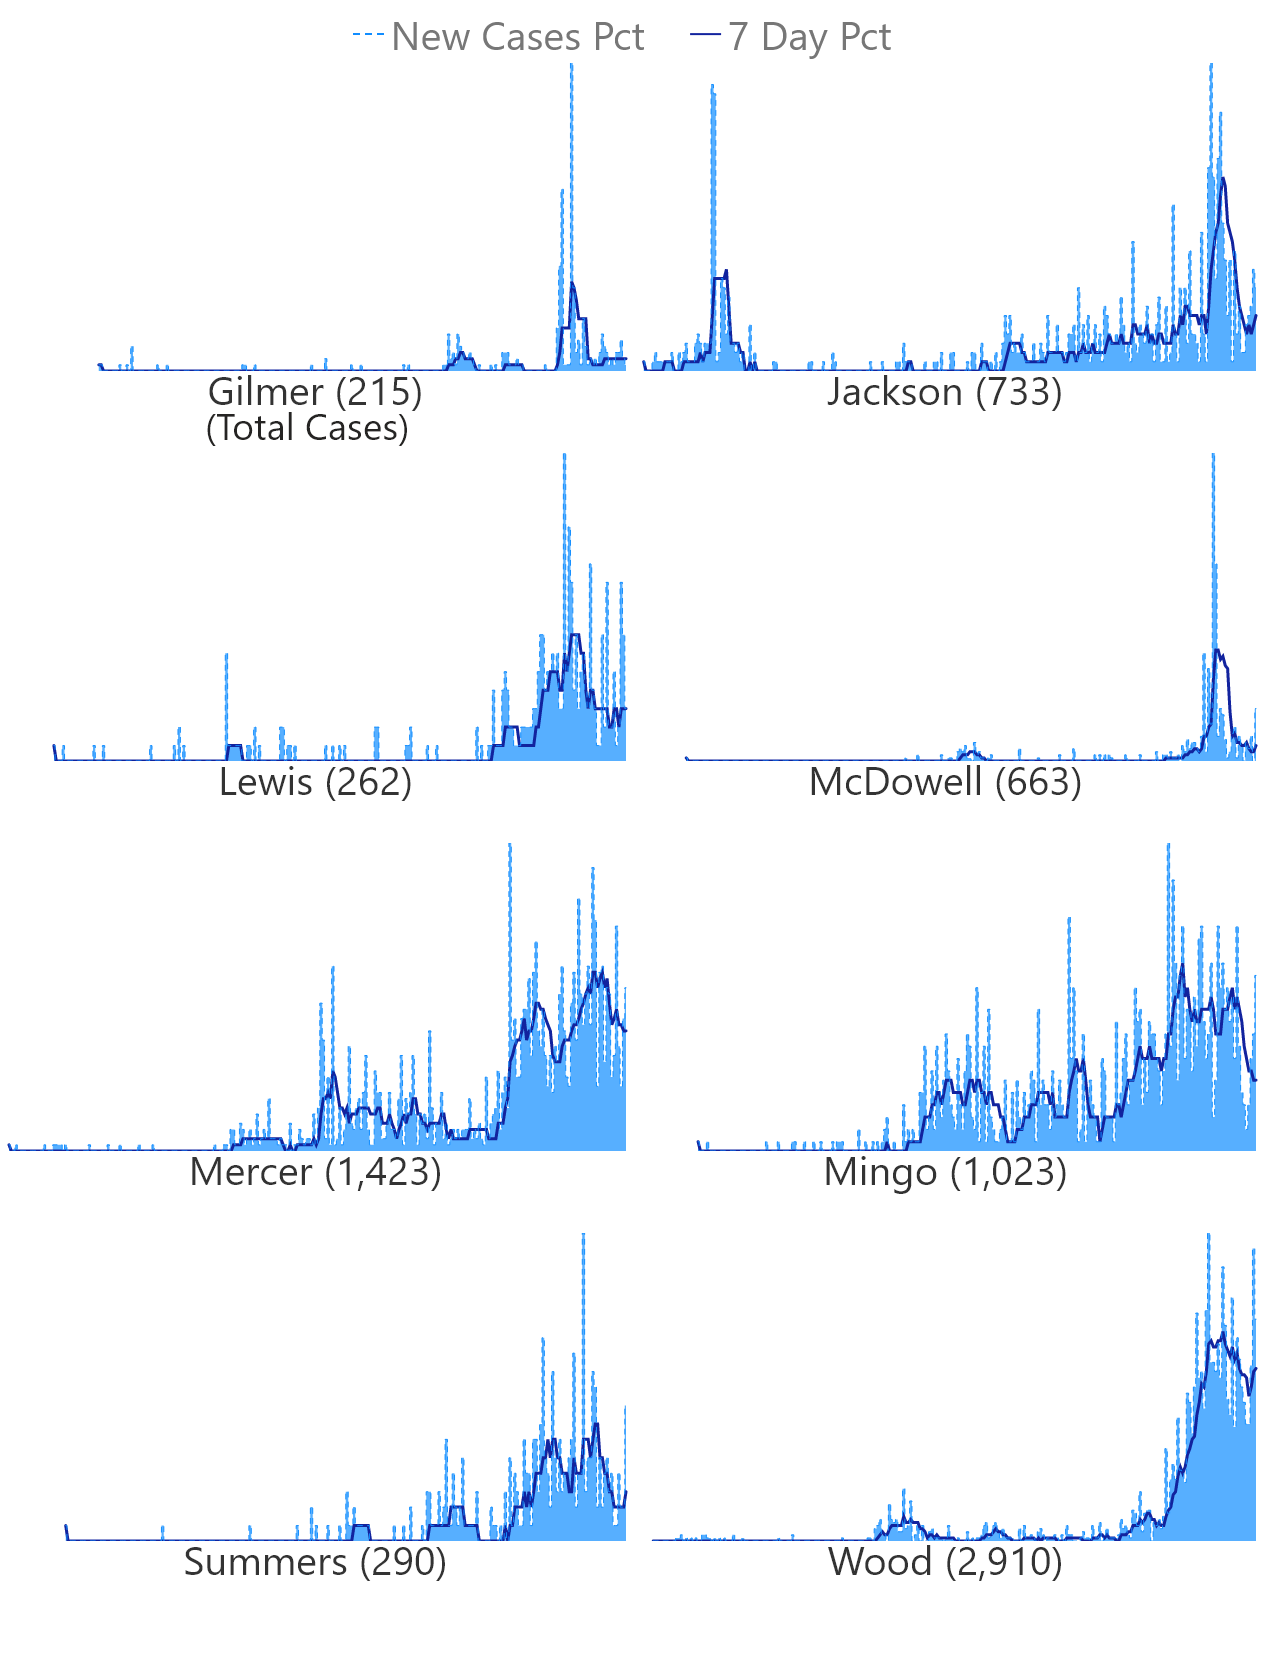 New Cases Pct 7 Day Pct
Gilmer (215)
(Total Cases)
Jackson (733)
Lewis (262)
McDowell (663)
Mercer (1,423)
Mingo (1,023)
Summers (290)
Wood (2,910)